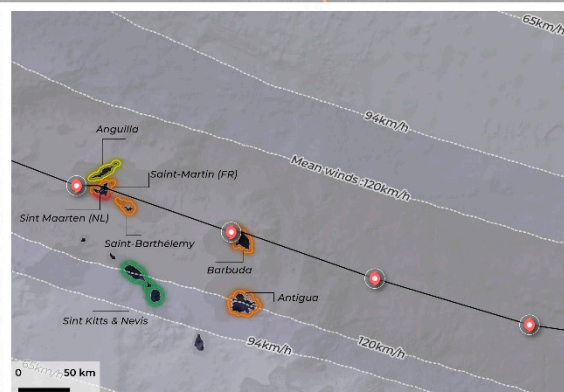 65km/h
94km/h
Anguilla
Mean winds :120km/h
Saint-Martin (FR)
Sint Maarten (NL)
Saint-Barthélemy
Barbuda
Antigua
Sint Kitts & Nevis
120km/h
94km/h
65km/h
0 50 km